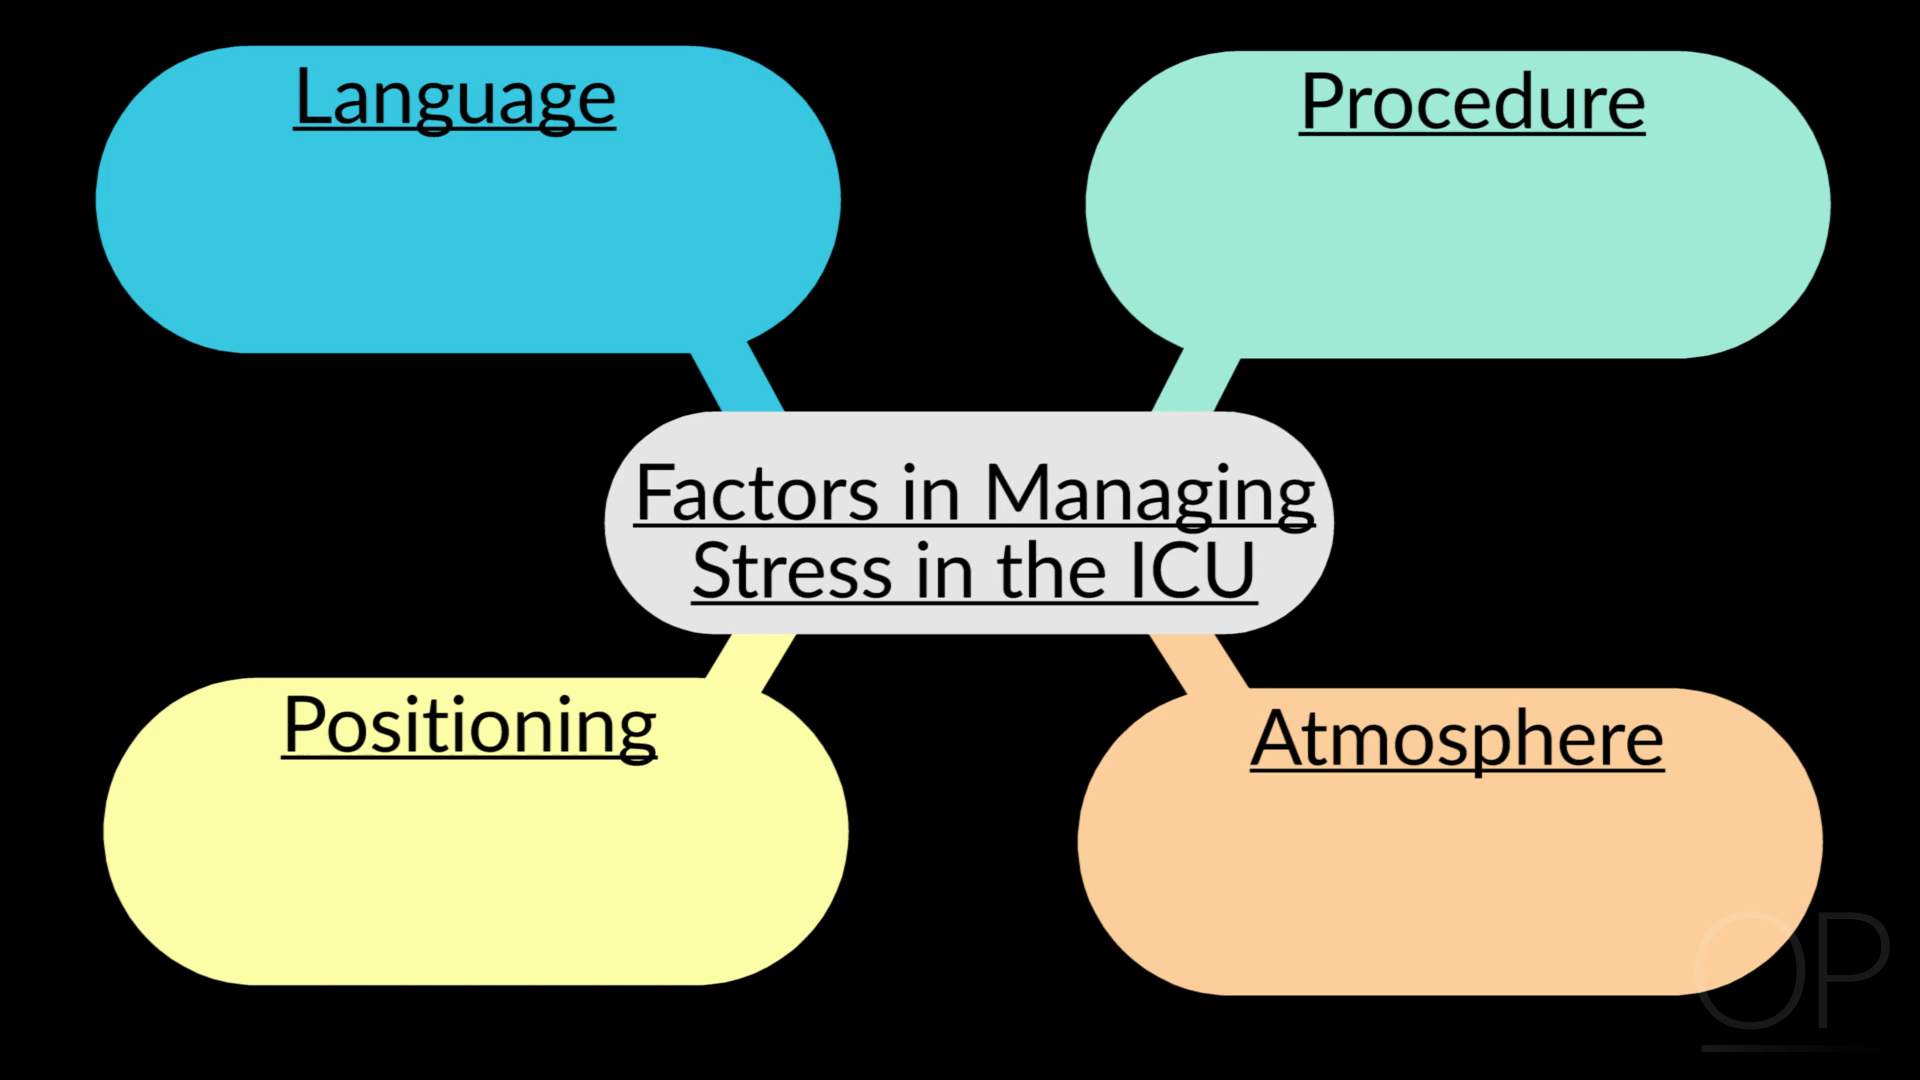 Language
Procedure
Factors in Managing
Stress in the ICU
Positioning
Atmosphere
OP